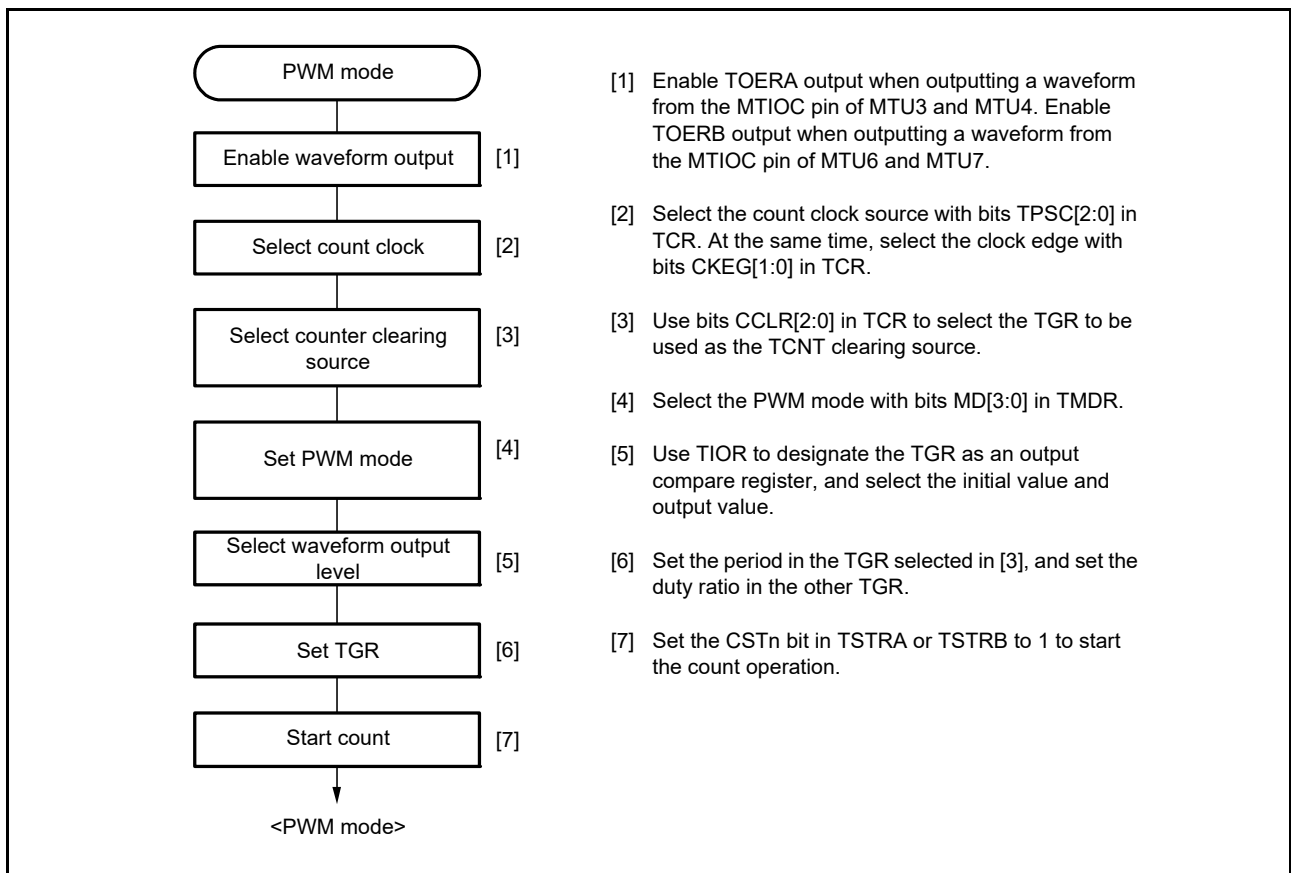 PWM mode
Enable waveform output [1]
Select count clock [2]
Select counter clearing
source
[3]
Set PWM mode [4]
Select waveform output
level
[5]
Set TGR [6]
Start count [7]
<PWM mode>
[1] Enable TOERA output when outputting a waveform
from the MTIOC pin of MTU3 and MTU4. Enable
TOERB output when outputting a waveform from
the MTIOC pin of MTU6 and MTU7.
[2] Select the count clock source with bits TPSC[2:0] in
TCR. At the same time, select the clock edge with
bits CKEG[1:0] in TCR.
[3] Use bits CCLR[2:0] in TCR to select the TGR to be
used as the TCNT clearing source.
[4] Select the PWM mode with bits MD[3:0] in TMDR.
[5] Use TIOR to designate the TGR as an output
compare register, and select the initial value and
output value.
[6] Set the period in the TGR selected in [3], and set the
duty ratio in the other TGR.
[7] Set the CSTn bit in TSTRA or TSTRB to 1 to start
the count operation.